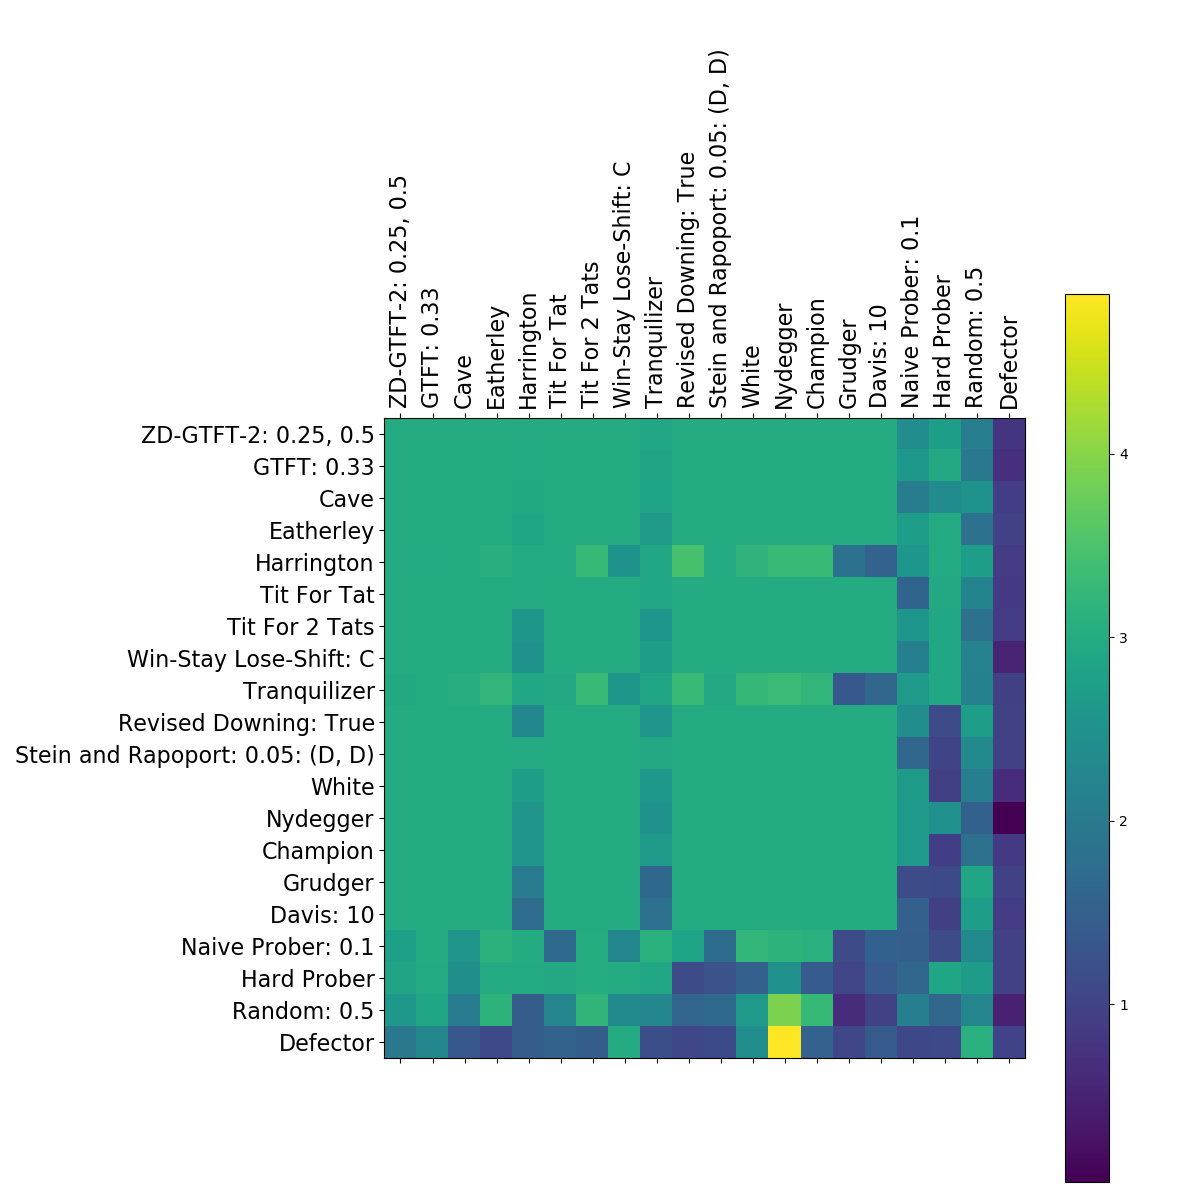 ZD-GTFT-2: 0.25, 0.5
GTFT: 0.33
Cave
Eatherley
Harrington
Tit For Tat
Tit For 2 Tats
Win-Stay Lose-Shift: C
Tranquilizer
Revised Downing: True
Stein and Rapoport: 0.05: (D, D)
White
Nydegger
Champion
Grudger
Davis: 10
Naive Prober: 0.1
Hard Prober
Random: 0.5
Defector
ZD-GTFT-2: 0.25, 0.5
GTFT: 0.33
Cave
Eatherley
Harrington
Tit For Tat
Tit For 2 Tats
Win-Stay Lose-Shift: C
Tranquilizer
Revised Downing: True
Stein and Rapoport: 0.05: (D, D)
White
Nydegger
Champion
Grudger
Davis: 10
Naive Prober: 0.1
Hard Prober
Random: 0.5
Defector
4
3
2
1